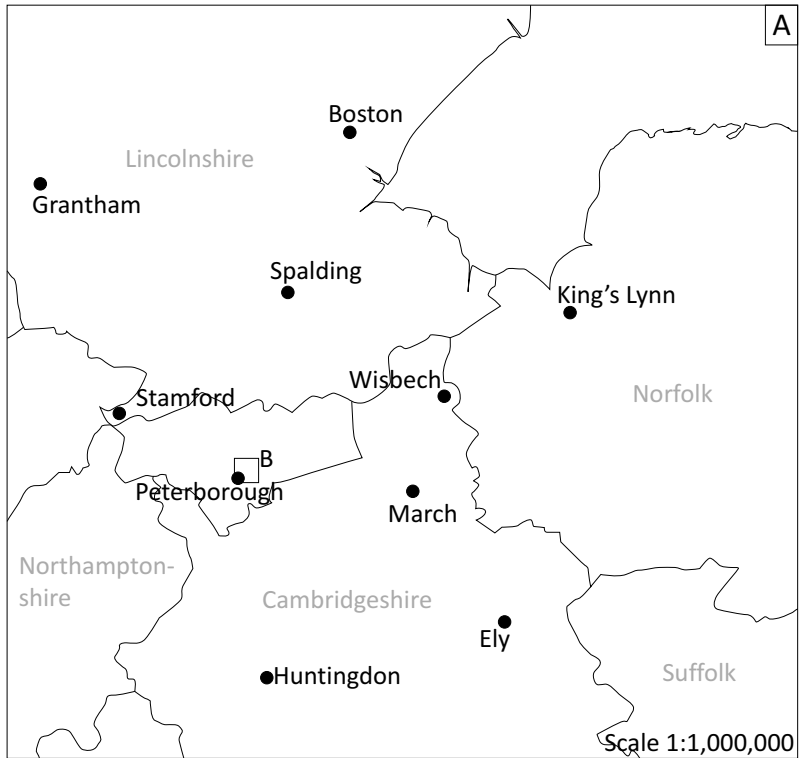 A
Boston
Lincolnshire
Grantham
Spalding
King’s Lynn
Wisbech
Stamford
Norfolk
B
Peterborough
March
Northampton-
shire
Cambridgeshire
Ely
Suffolk
Huntingdon
Scale 1:1,000,000